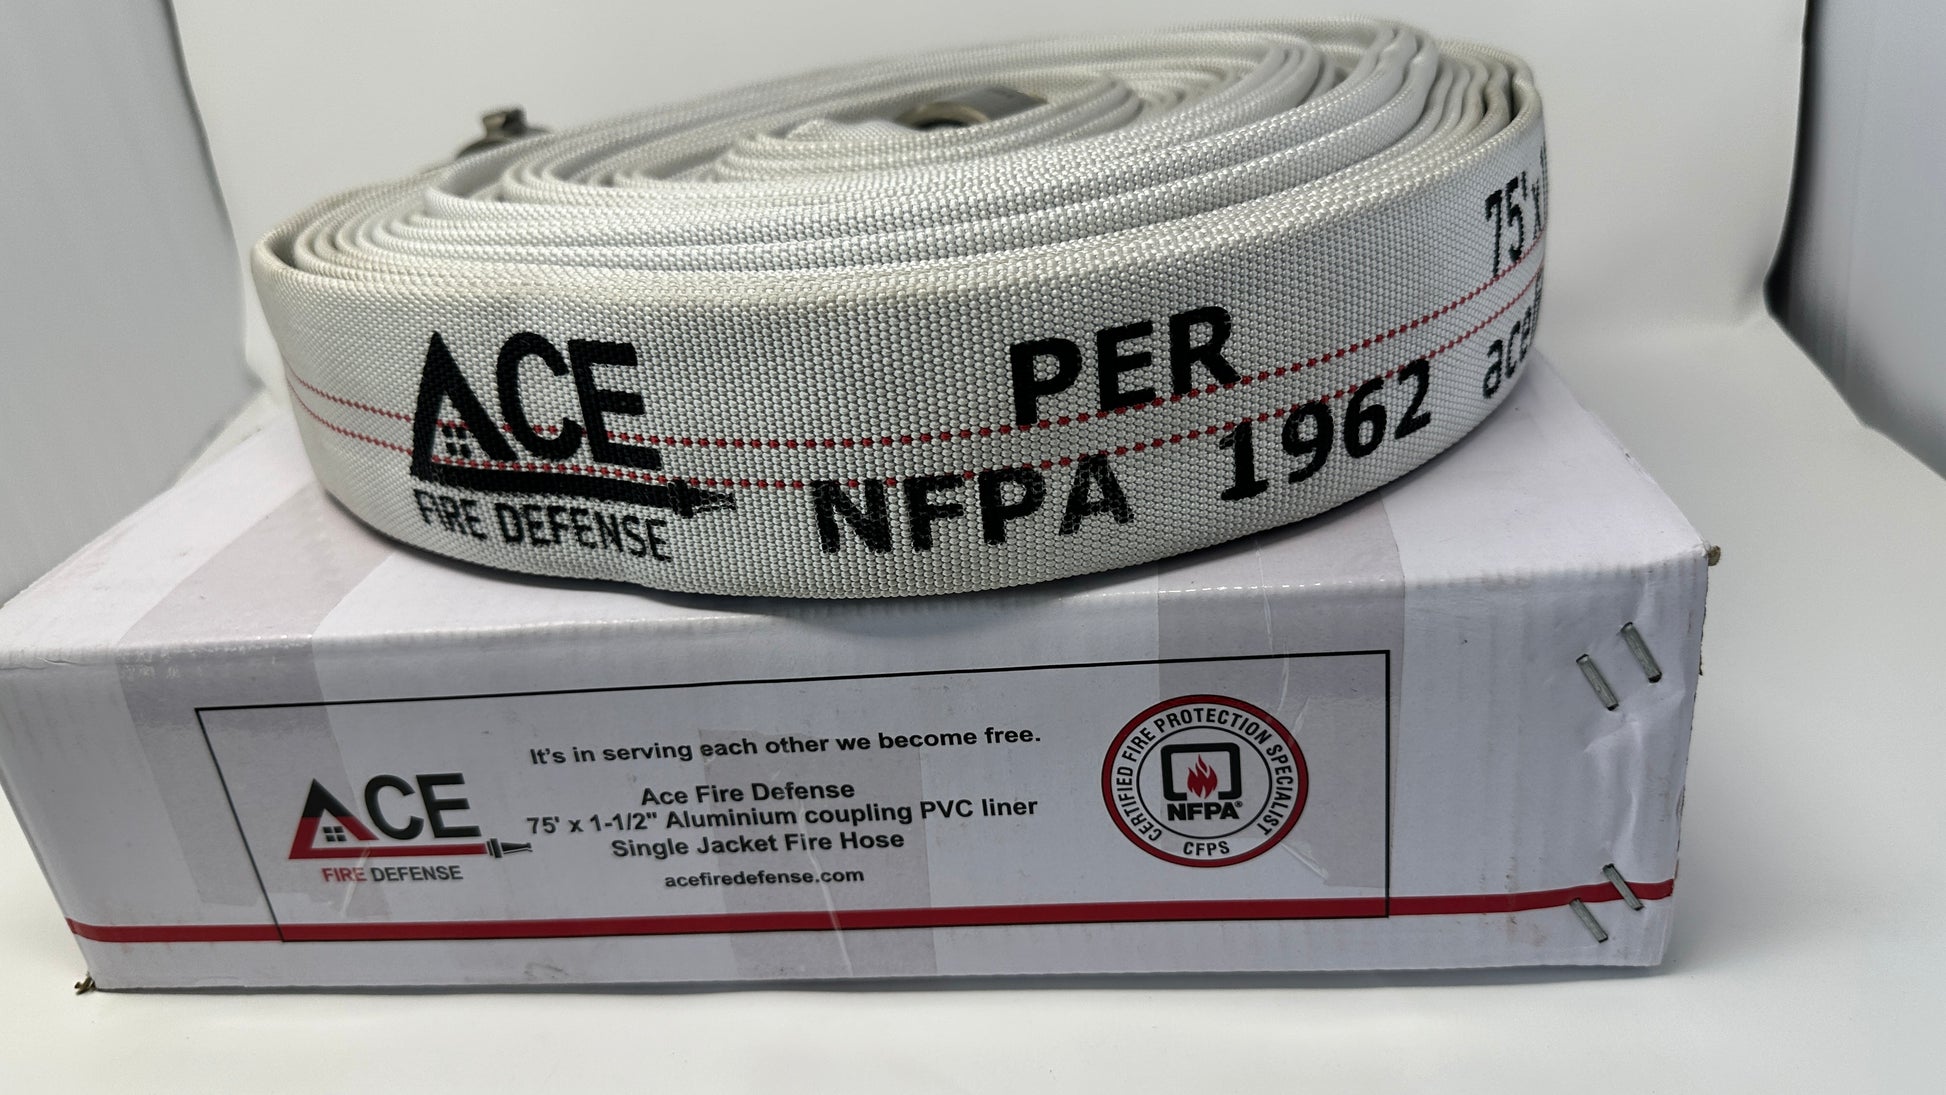 ACE
FIRE DEFENSE
PER
NFPA 1962
75' x
ace
It's in serving each other we become free.
ACE
FIRE DEFENSE
Ace Fire Defense
75' x 1-1/2" Aluminium coupling PVC liner
Single Jacket Fire Hose
acefiredefense.com
CERTIFIED FIRE PROTECTION SPECIALIST
NFPA®
CFPS